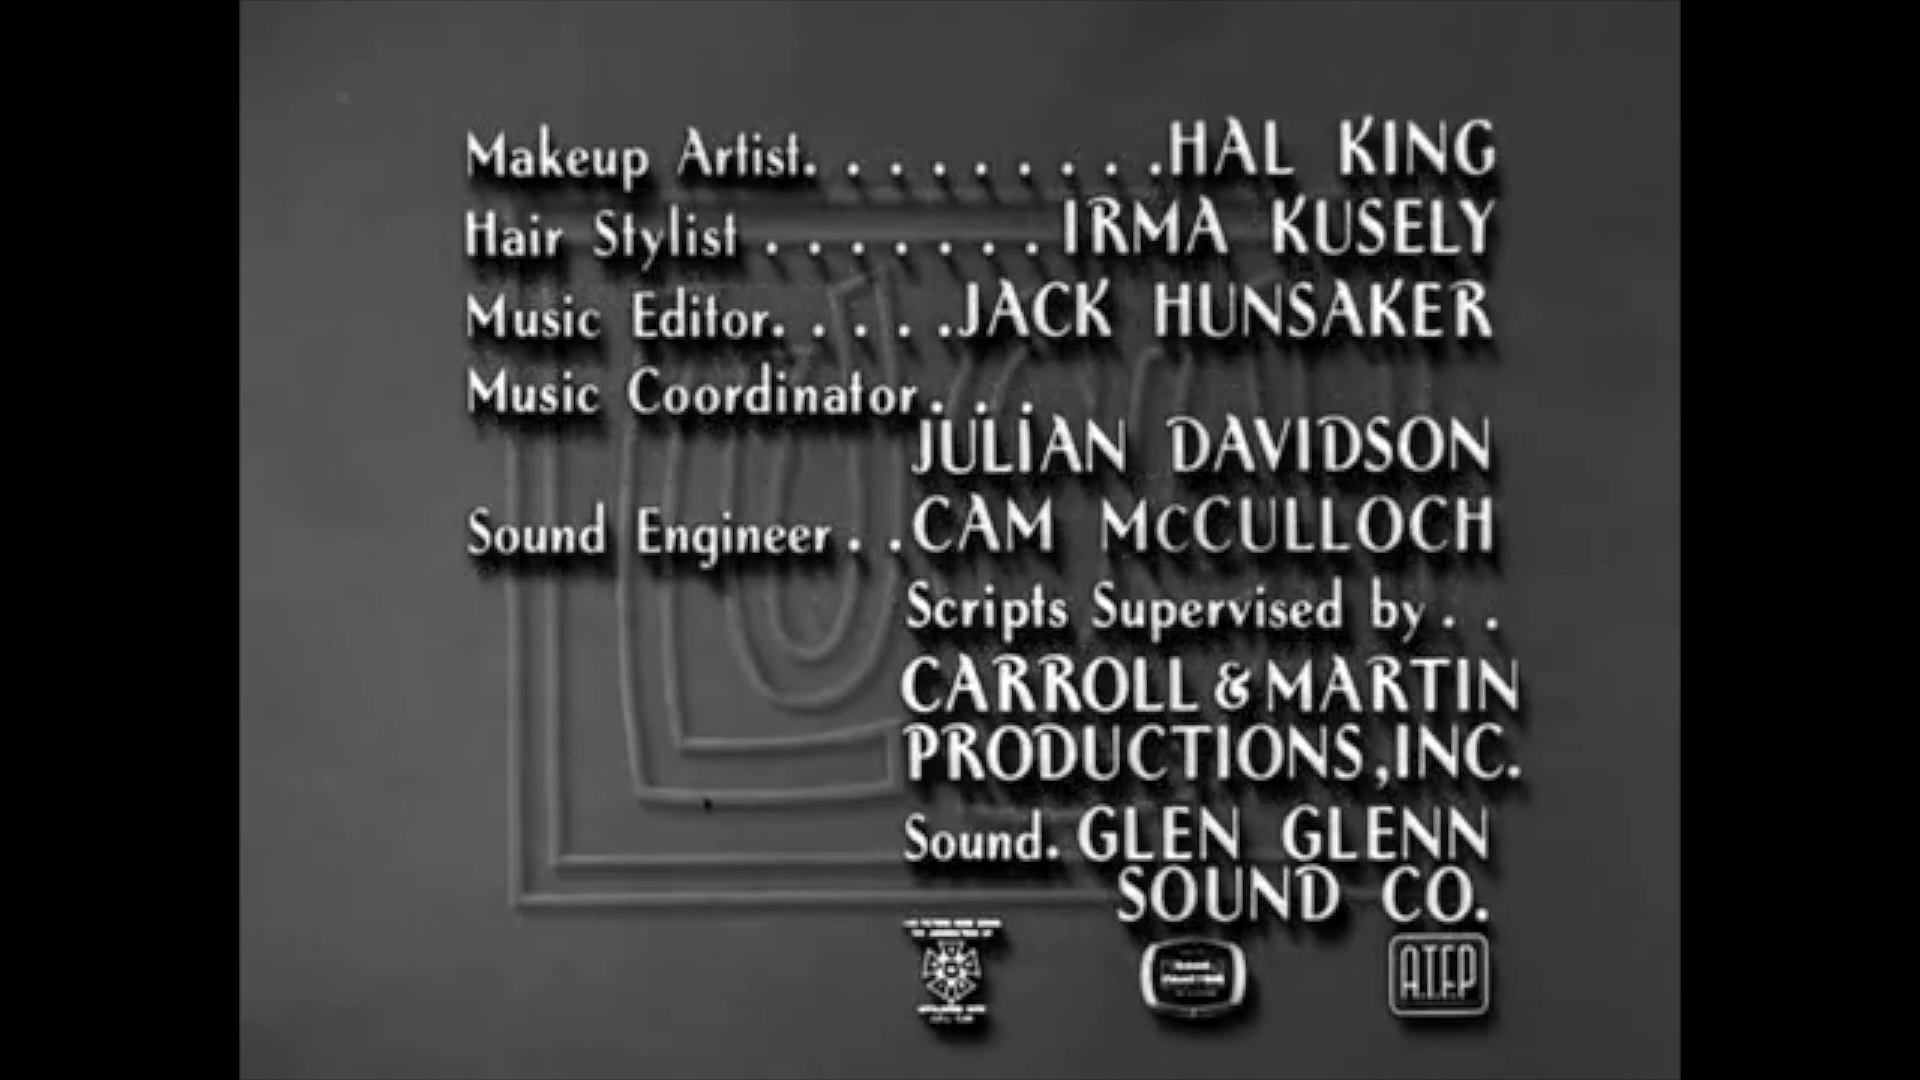 Makeup Artist. . . . . . . . .HAL KING
Hair Stylist . . . . . . . IRMA KUSELY
Music Editor. . . . .JACK HUNSAKER
Music Coordinator. . .
JULIAN DAVIDSON
Sound Engineer . .CAM McCULLOCH
Scripts Supervised by . .
CARROLL & MARTIN
PRODUCTIONS, INC.
Sound. GLEN GLENN
SOUND CO.
A.T.F.P